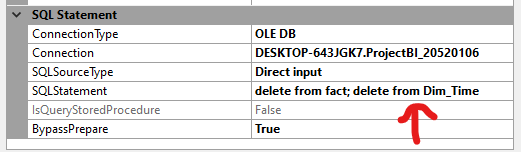 SQL Statement
ConnectionType OLE DB
Connection DESKTOP-643JGK7.ProjectBI_20520106
SQLSourceType Direct input
SQLStatement delete from fact; delete from Dim_Time
IsQueryStoredProcedure False
BypassPrepare True